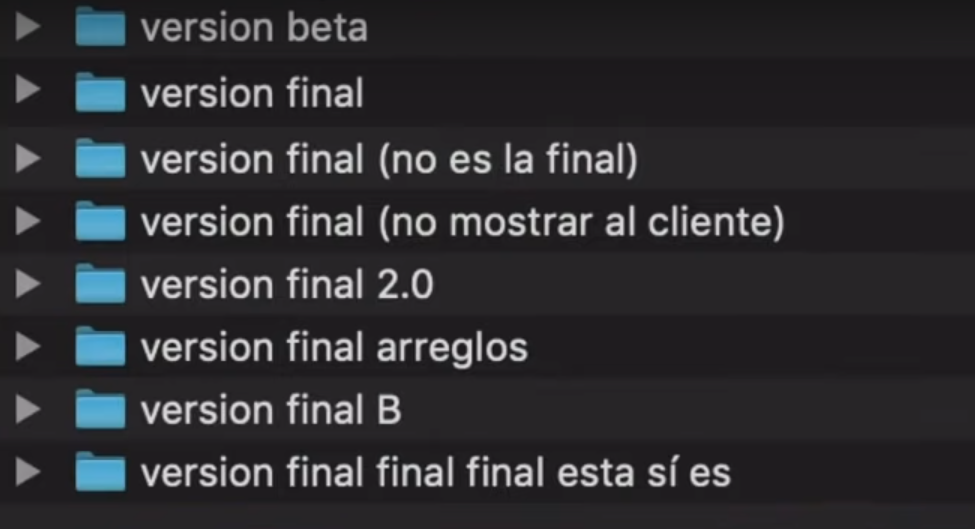 version beta
version final
version final (no es la final)
version final (no mostrar al cliente)
version final 2.0
version final arreglos
version final B
version final final final esta sí es